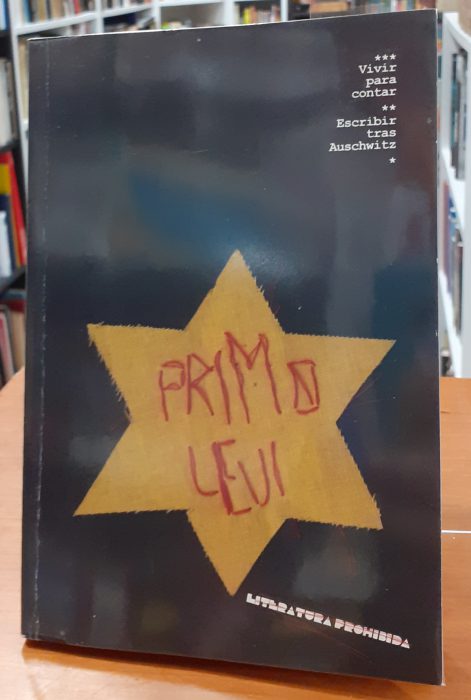 ***
Vivir
para
contar
**
Escribir
tras
Auschwitz
*
PRIMO
LEVI
LITERATURA PROHIBIDA